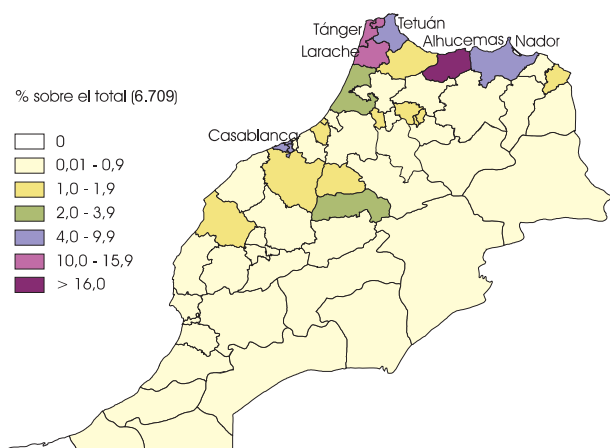 Tánger
Tetuán
Larache
Alhucemas
Nador
% sobre el total (6.709)
Casablanca
0
0,01 - 0,9
1,0 - 1,9
2,0 - 3,9
4,0 - 9,9
10,0 - 15,9
> 16,0